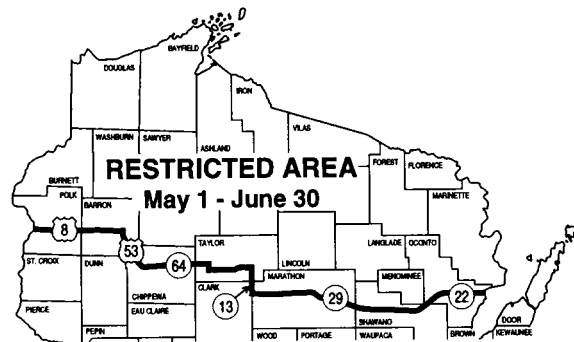 BAYFIELD
DOUGLAS
IRON
VILAS
WASHBURN
SAWYER
ASHLAND
FOREST
FLORENCE
RESTRICTED AREA
May 1 - June 30
BURNETT
POLK
BARRON
MARINETTE
8
53
64
TAYLOR
LINCOLN
LANGLADE
OCONTO
ST. CROIX
DUNN
CHIPPEWA
CLARK
MARATHON
MENOMINEE
13
29
22
PIERCE
PEPIN
EAU CLAIRE
WOOD
PORTAGE
SHAWANO
WAUPACA
BROWN
DOOR
KEWAUNEE